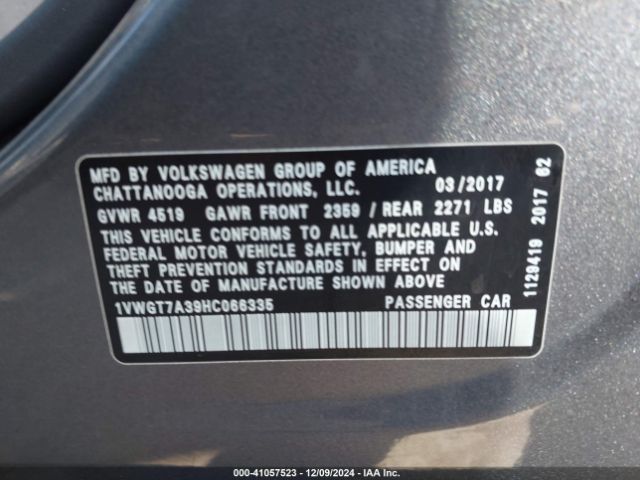 MFD BY VOLKSWAGEN GROUP OF AMERICA
CHATTANOOGA OPERATIONS, LLC. 03/2017
GVWR 4519 GAWR FRONT 2359 / REAR 2271 LBS
THIS VEHICLE CONFORMS TO ALL APPLICABLE U.S.
FEDERAL MOTOR VEHICLE SAFETY, BUMPER AND
THEFT PREVENTION STANDARDS IN EFFECT ON
THE DATE OF MANUFACTURE SHOWN ABOVE
1VWGT7A39HC066335 PASSENGER CAR
1129419 2017 62
000-41057523 - 12/09/2024 - IAA Inc.